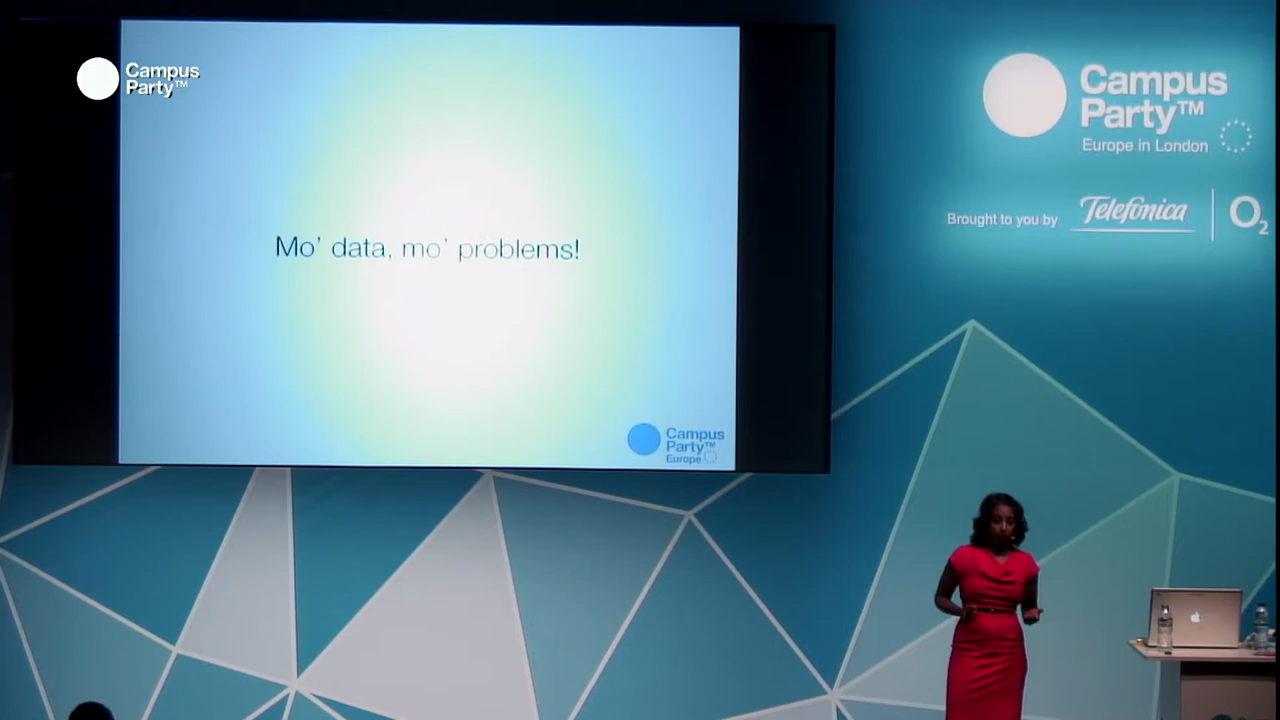 Campus
Party™
Mo' data, mo' problems!
Campus
Party™
Europe
Campus
Party™
Europe in London
Brought to you by
Telefónica
O2